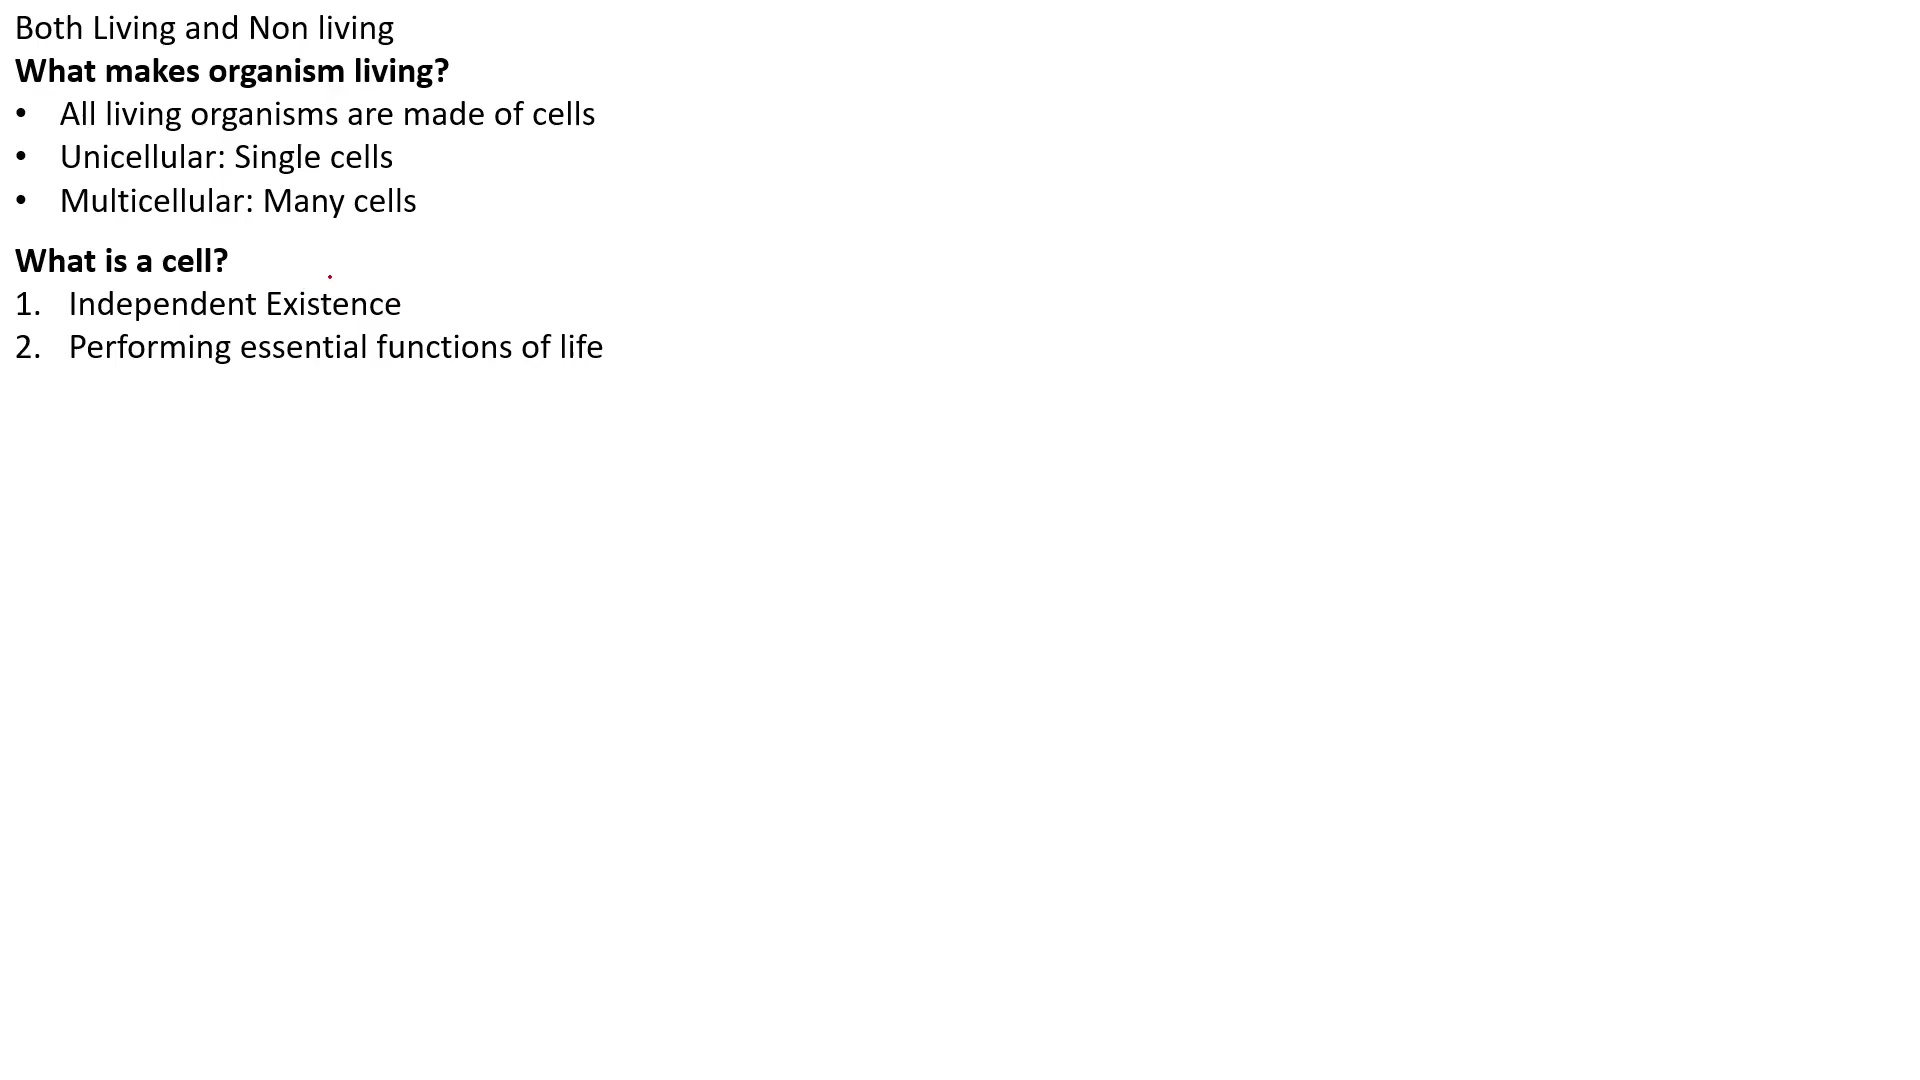 Both Living and Non living
What makes organism living?
• All living organisms are made of cells
• Unicellular: Single cells
• Multicellular: Many cells
What is a cell?
1. Independent Existence
2. Performing essential functions of life